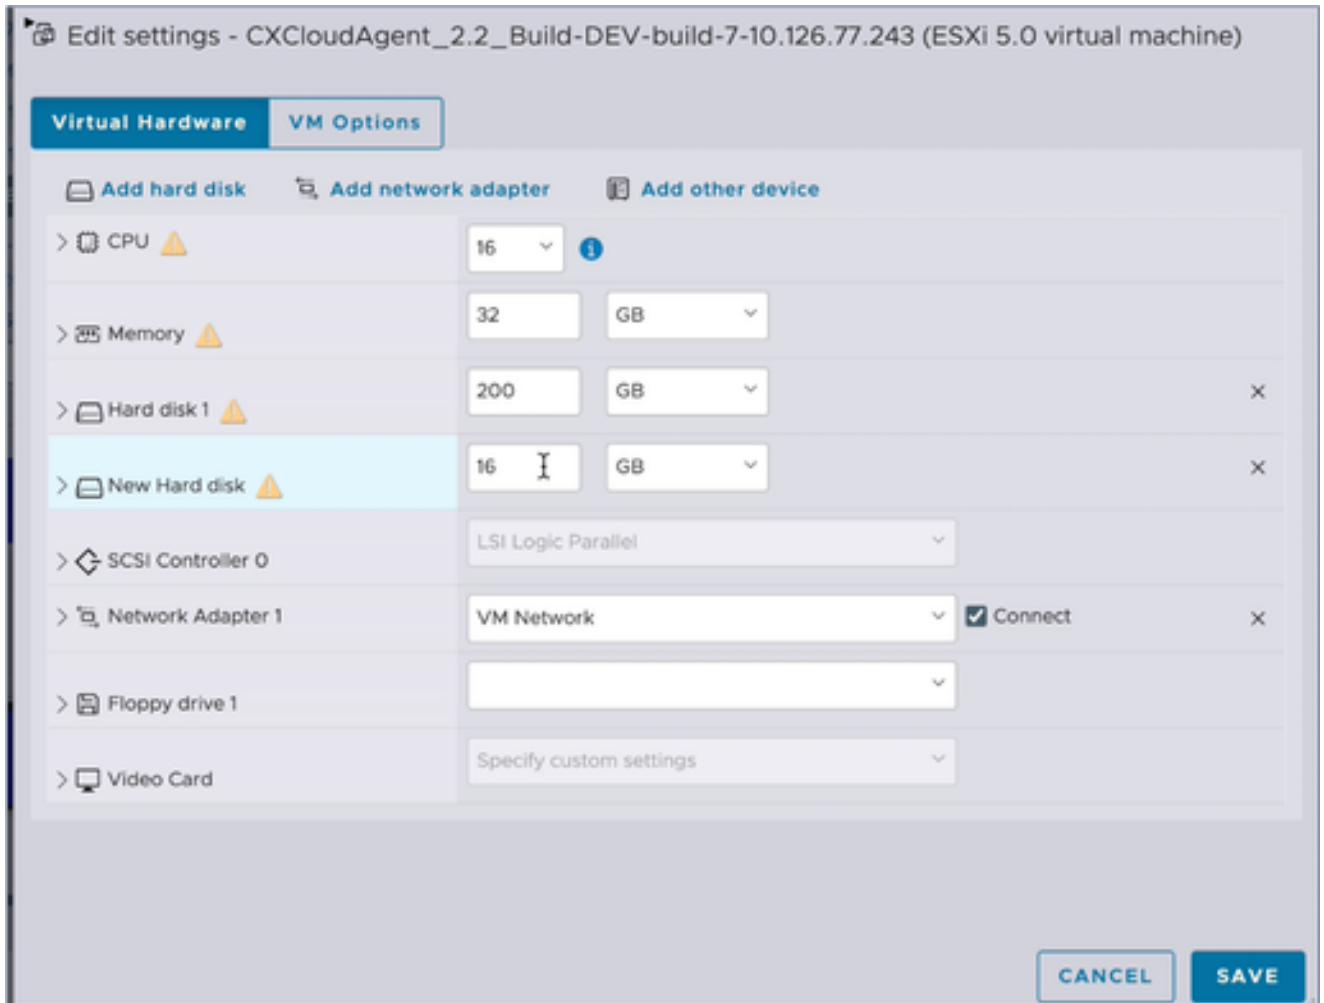 Edit settings - CXCloudAgent_2.2_Build-DEV-build-7-10.126.77.243 (ESXi 5.0 virtual machine)
Virtual Hardware VM Options
Add hard disk Add network adapter Add other device
CPU 16
Memory 32 GB
Hard disk 1 200 GB
New Hard disk 16 GB
SCSI Controller 0 LSI Logic Parallel
Network Adapter 1 VM Network Connect
Floppy drive 1
Video Card Specify custom settings
CANCEL SAVE